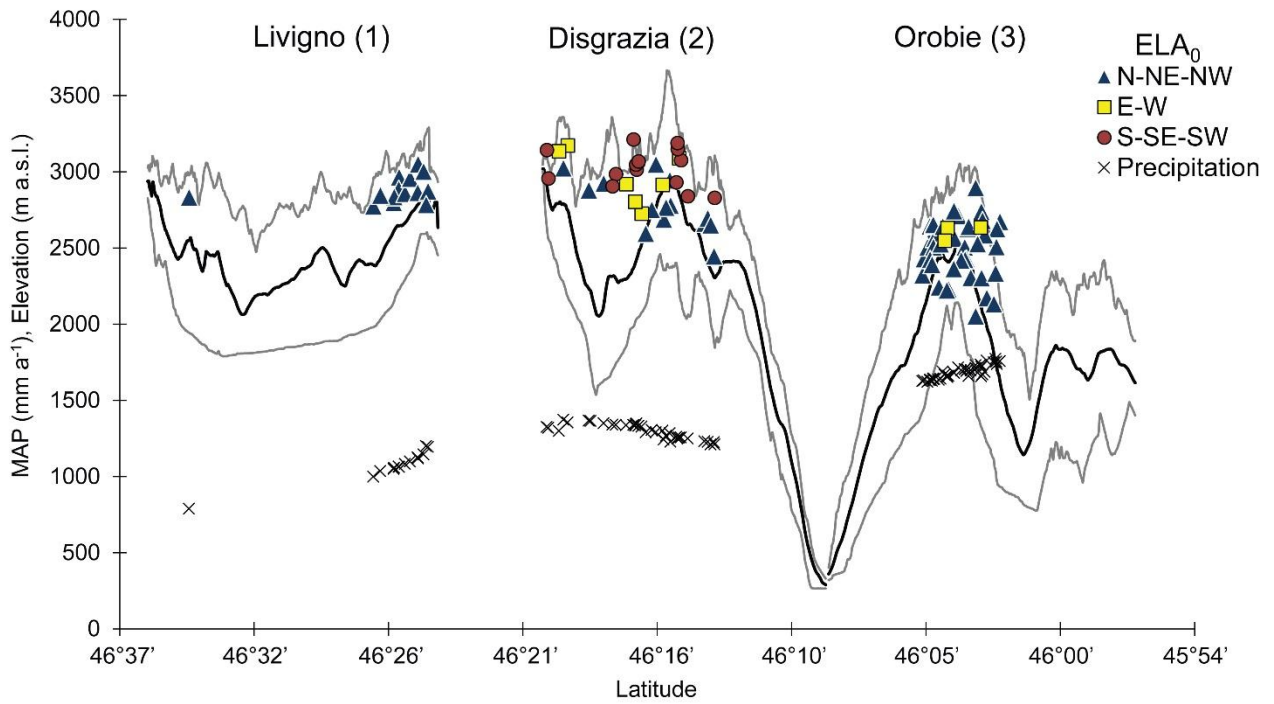 Livigno (1)
Disgrazia (2)
Orobie (3)
ELA₀
N-NE-NW
E-W
S-SE-SW
Precipitation
MAP (mm a⁻¹), Elevation (m a.s.l.)
4000
3500
3000
2500
2000
1500
1000
500
0
46°37' 46°32' 46°26' 46°21' 46°16' 46°10' 46°05' 46°00' 45°54'
Latitude